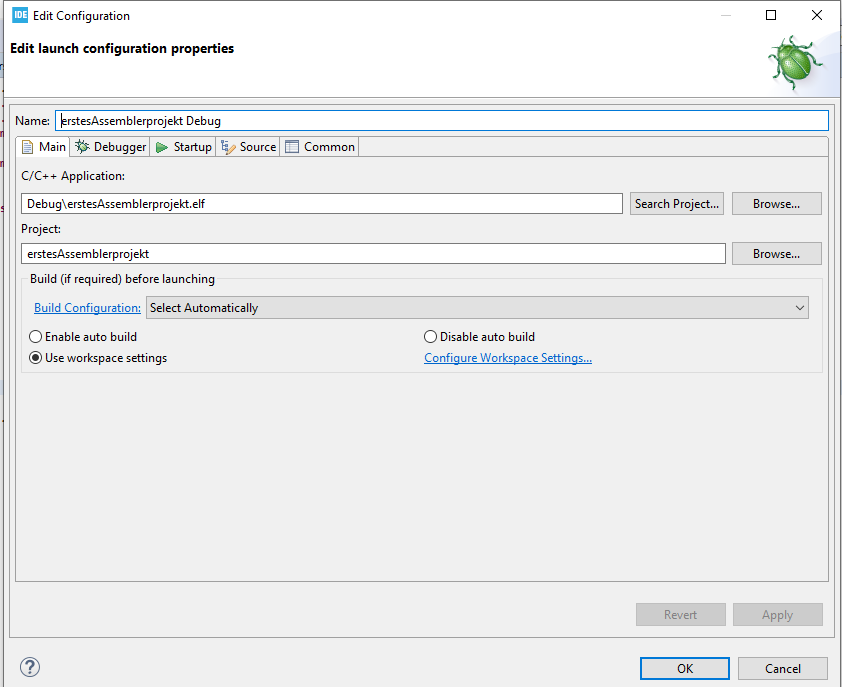 IDE Edit Configuration
Edit launch configuration properties
Name: erstesAssemblerprojekt Debug
Main Debugger Startup Source Common
C/C++ Application:
Debug\erstesAssemblerprojekt.elf Search Project... Browse...
Project:
erstesAssemblerprojekt Browse...
Build (if required) before launching
Build Configuration: Select Automatically
Enable auto build Disable auto build
Use workspace settings Configure Workspace Settings...
Revert Apply
? OK Cancel